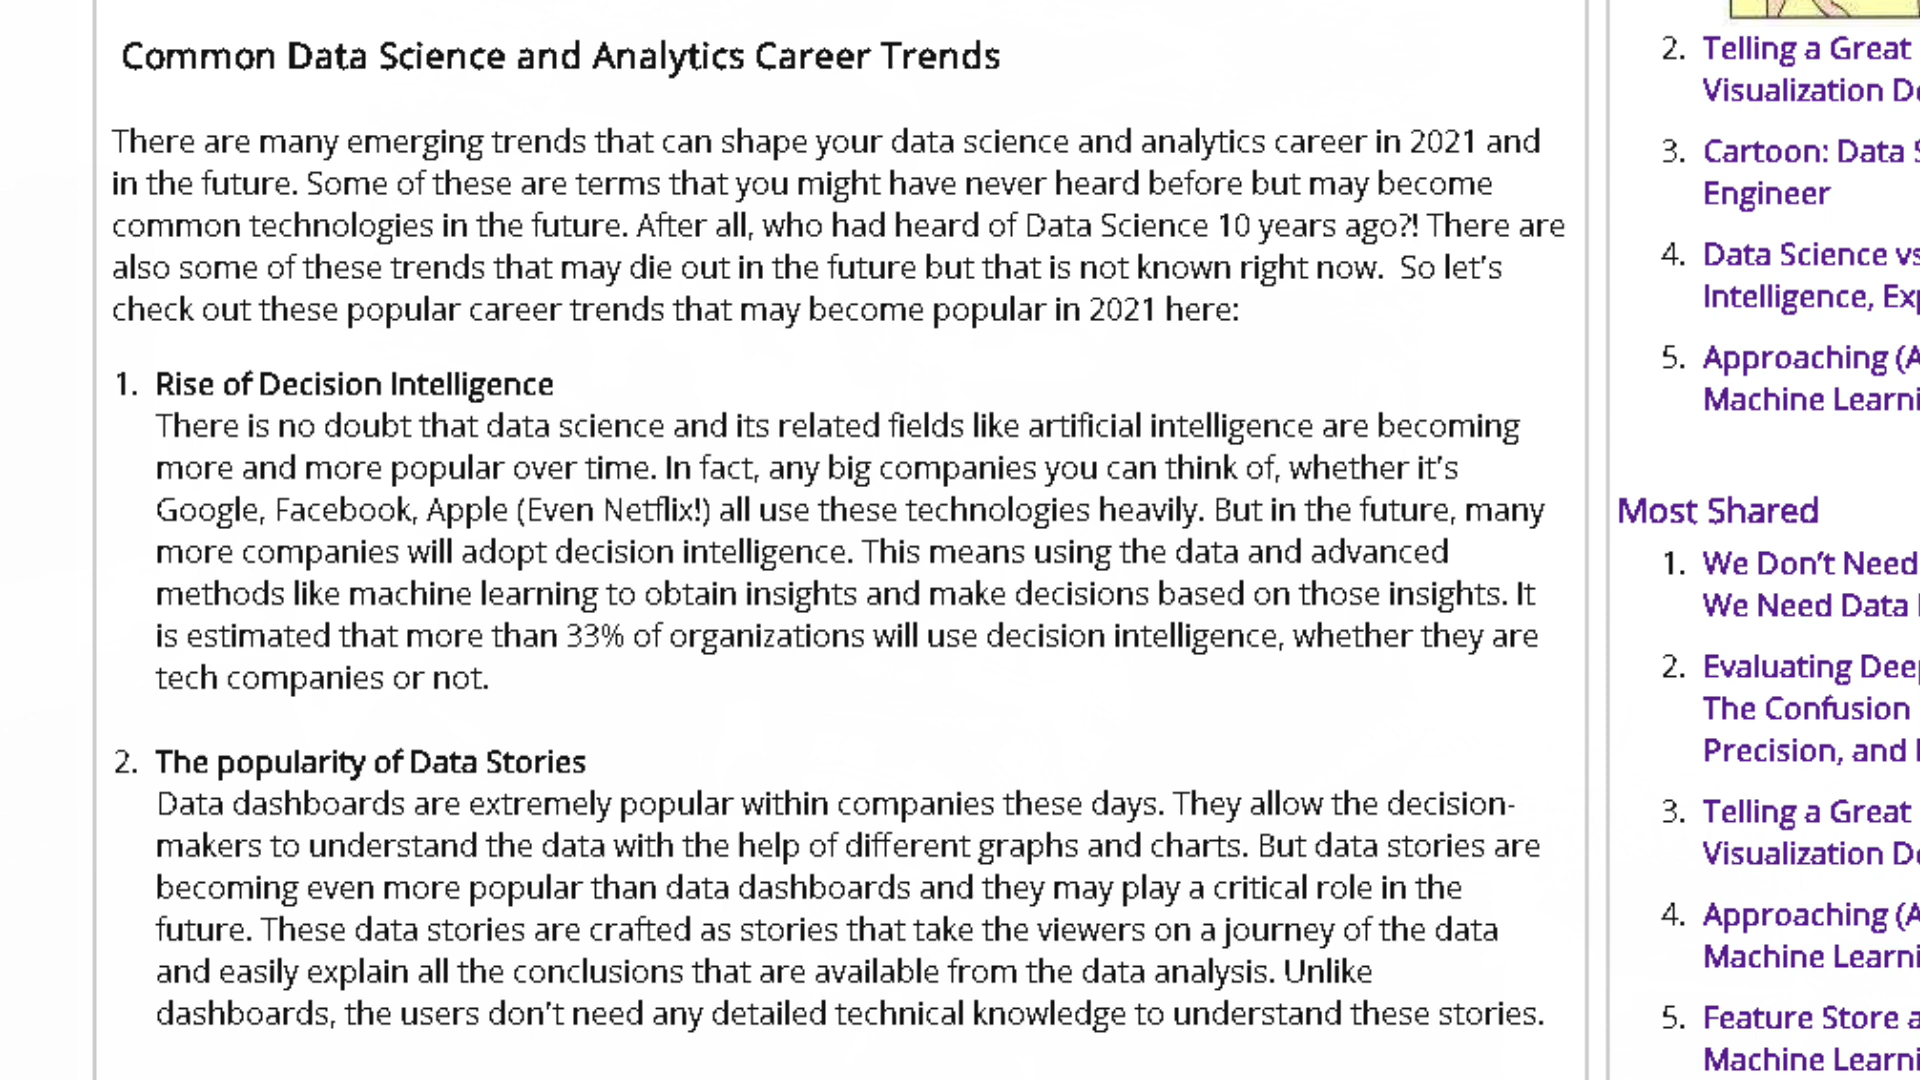 Common Data Science and Analytics Career Trends
There are many emerging trends that can shape your data science and analytics career in 2021 and
in the future. Some of these are terms that you might have never heard before but may become
common technologies in the future. After all, who had heard of Data Science 10 years ago?! There are
also some of these trends that may die out in the future but that is not known right now.  So let's
check out these popular career trends that may become popular in 2021 here:
1. Rise of Decision Intelligence
There is no doubt that data science and its related fields like artificial intelligence are becoming
more and more popular over time. In fact, any big companies you can think of, whether it's
Google, Facebook, Apple (Even Netflix!) all use these technologies heavily. But in the future, many
more companies will adopt decision intelligence. This means using the data and advanced
methods like machine learning to obtain insights and make decisions based on those insights. It
is estimated that more than 33% of organizations will use decision intelligence, whether they are
tech companies or not.
2. The popularity of Data Stories
Data dashboards are extremely popular within companies these days. They allow the decision-
makers to understand the data with the help of different graphs and charts. But data stories are
becoming even more popular than data dashboards and they may play a critical role in the
future. These data stories are crafted as stories that take the viewers on a journey of the data
and easily explain all the conclusions that are available from the data analysis. Unlike
dashboards, the users don't need any detailed technical knowledge to understand these stories.
2. Telling a Great
Visualization
3. Cartoon: Data
Engineer
4. Data Science vs
Intelligence,
5. Approaching
Machine
Most Shared
1. We Don't Need
We Need Data
2. Evaluating
The Confusion
Precision, and
3. Telling a Great
Visualization
4. Approaching
Machine
5. Feature Store
Machine